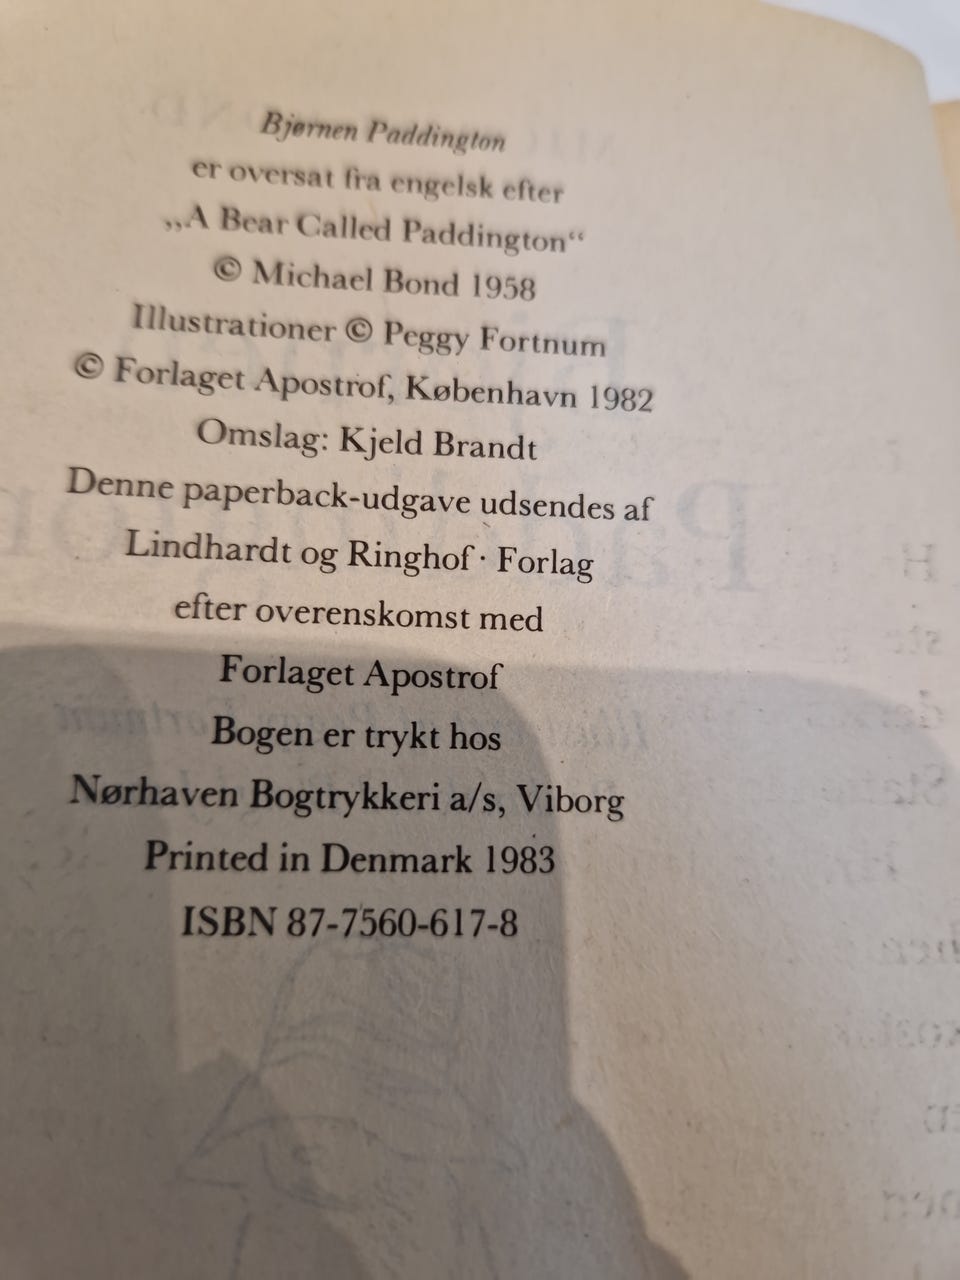 Bjørnen Paddington
er oversat fra engelsk efter
„A Bear Called Paddington“
© Michael Bond 1958
Illustrationer © Peggy Fortnum
© Forlaget Apostrof, København 1982
Omslag: Kjeld Brandt
Denne paperback-udgave udsendes af
Lindhardt og Ringhof · Forlag
efter overenskomst med
Forlaget Apostrof
Bogen er trykt hos
Nørhaven Bogtrykkeri a/s, Viborg
Printed in Denmark 1983
ISBN 87-7560-617-8